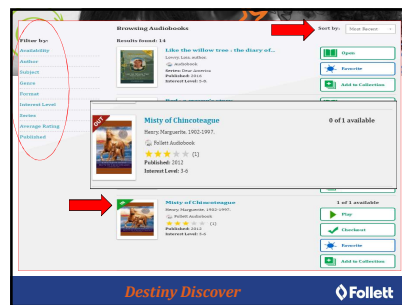 Browsing Audiobooks
Sort by: Most Recent
Filter by:
Results found: 14
Availability
Author
Subject
Genre
Format
Interest Level
Series
Average Rating
Published
Like the willow tree : the diary of...
Lowry Lois Author
Audiobook
Series: Dear America
Published: 2016
Interest Level: 3-6
Open
Favorite
Add to Collection
OUT
Misty of Chincoteague
0 of 1 available
Henry, Marguerite, 1902-1997.
Follett Audiobook
(1)
Published: 2012
Interest Level: 3-6
Misty of Chincoteague
1 of 1 available
Henry, Marguerite, 1902-1997.
Follett Audiobook
(1)
Published: 2012
Interest Level: 3-6
Play
Checkout
Favorite
Add to Collection
Destiny Discover
Follett